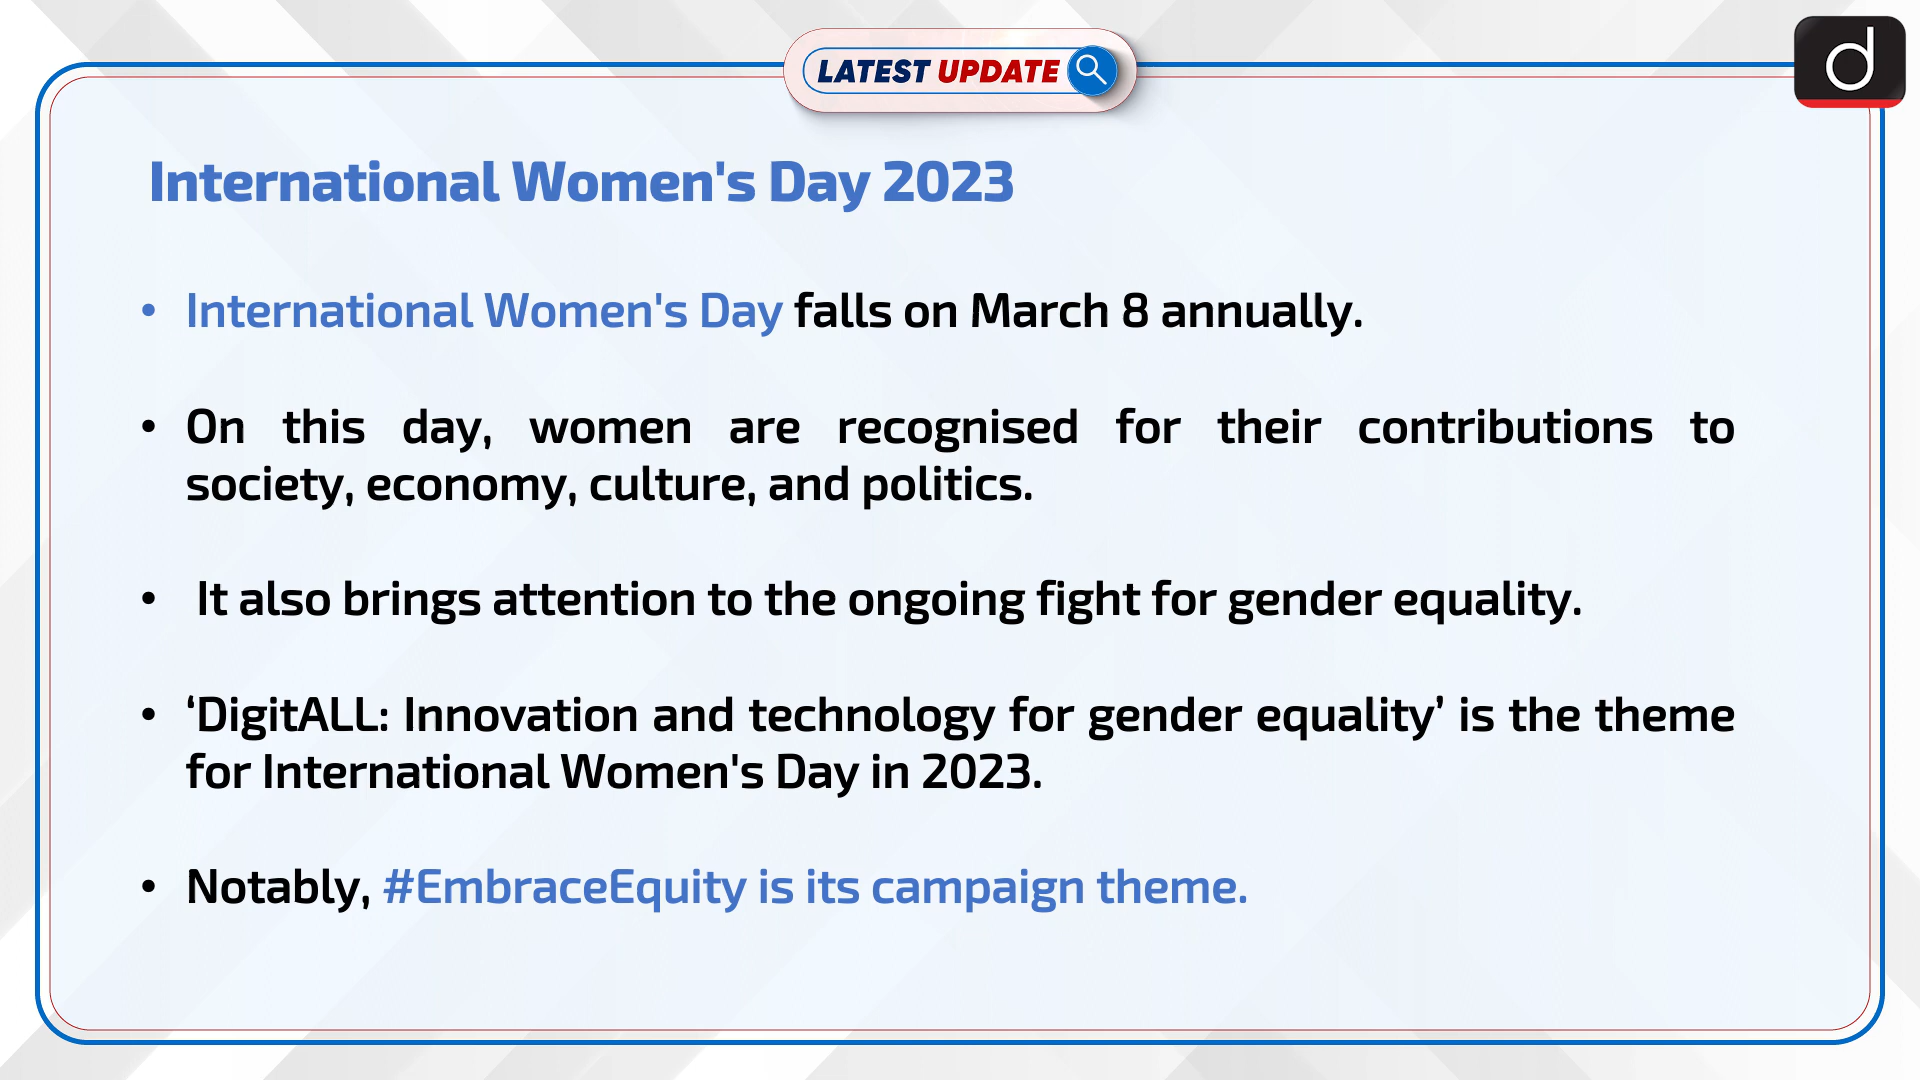 LATEST UPDATE
d
International Women's Day 2023
• International Women's Day falls on March 8 annually.
• On this day, women are recognised for their contributions to
society, economy, culture, and politics.
• It also brings attention to the ongoing fight for gender equality.
• ‘DigitALL: Innovation and technology for gender equality’ is the theme
for International Women's Day in 2023.
• Notably, #EmbraceEquity is its campaign theme.